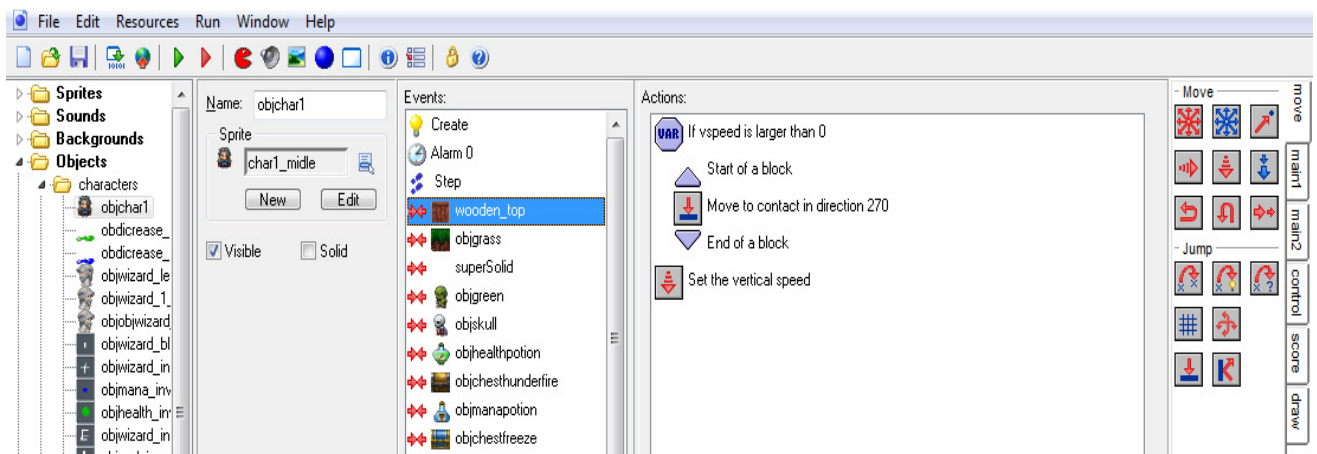 File Edit Resources Run Window Help
Sprites
Sounds
Backgrounds
Objects
characters
objchar1
obdicrease_
obdicrease_
objwizard_le
objwizard_1_
objobjwizard
objwizard_bl
objwizard_in
objmana_inv
objhealth_in
objwizard_in
Name: objchar1
Sprite
char1_midle
New Edit
Visible Solid
Events:
Create
Alarm 0
Step
wooden_top
objgrass
superSolid
objgreen
objskull
objhealthpotion
objchesthunderfire
objmanapotion
objchestfreeze
Actions:
VAR If vspeed is larger than 0
Start of a block
Move to contact in direction 270
End of a block
Set the vertical speed
Move
Jump
move
main1
main2
control
score
draw